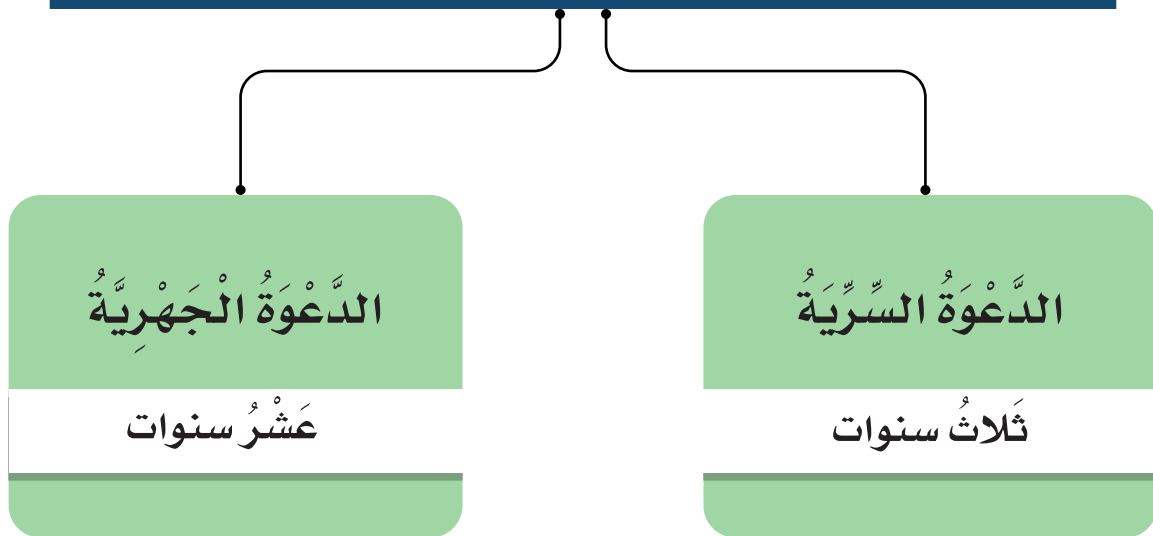 الدَّعْوَةُ السِّرِّيَةُ
ثَلاثُ سنوات
الدَّعْوَةُ الْجَهْرِيَّةُ
عَشْرُ سنوات